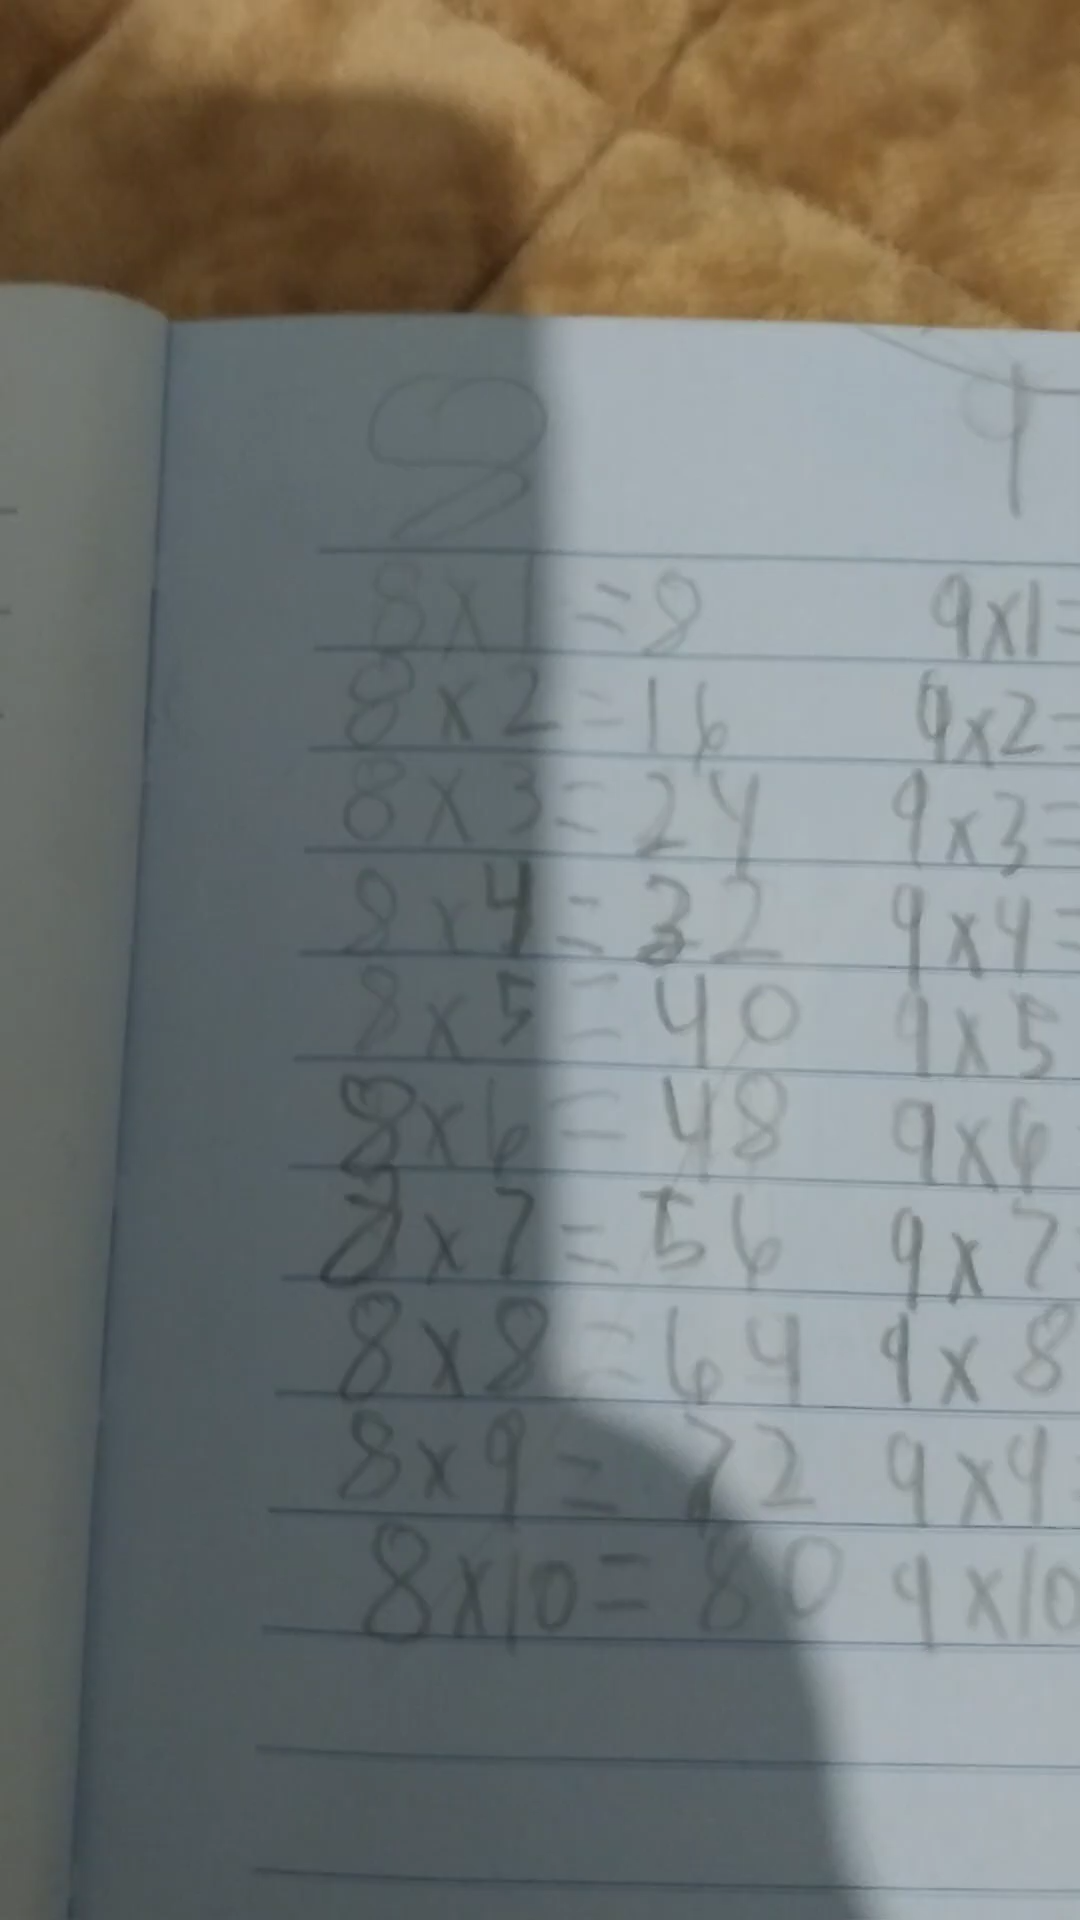 8 9
8x1=8 9x1=
8x2=16 9x2=
8x3=24 9x3=
8x4=32 9x4=
8x5=40 9x5
8x6=48 9x6
8x7=56 9x7
8x8=64 9x8
8x9=72 9x9
8x10=80 9x10